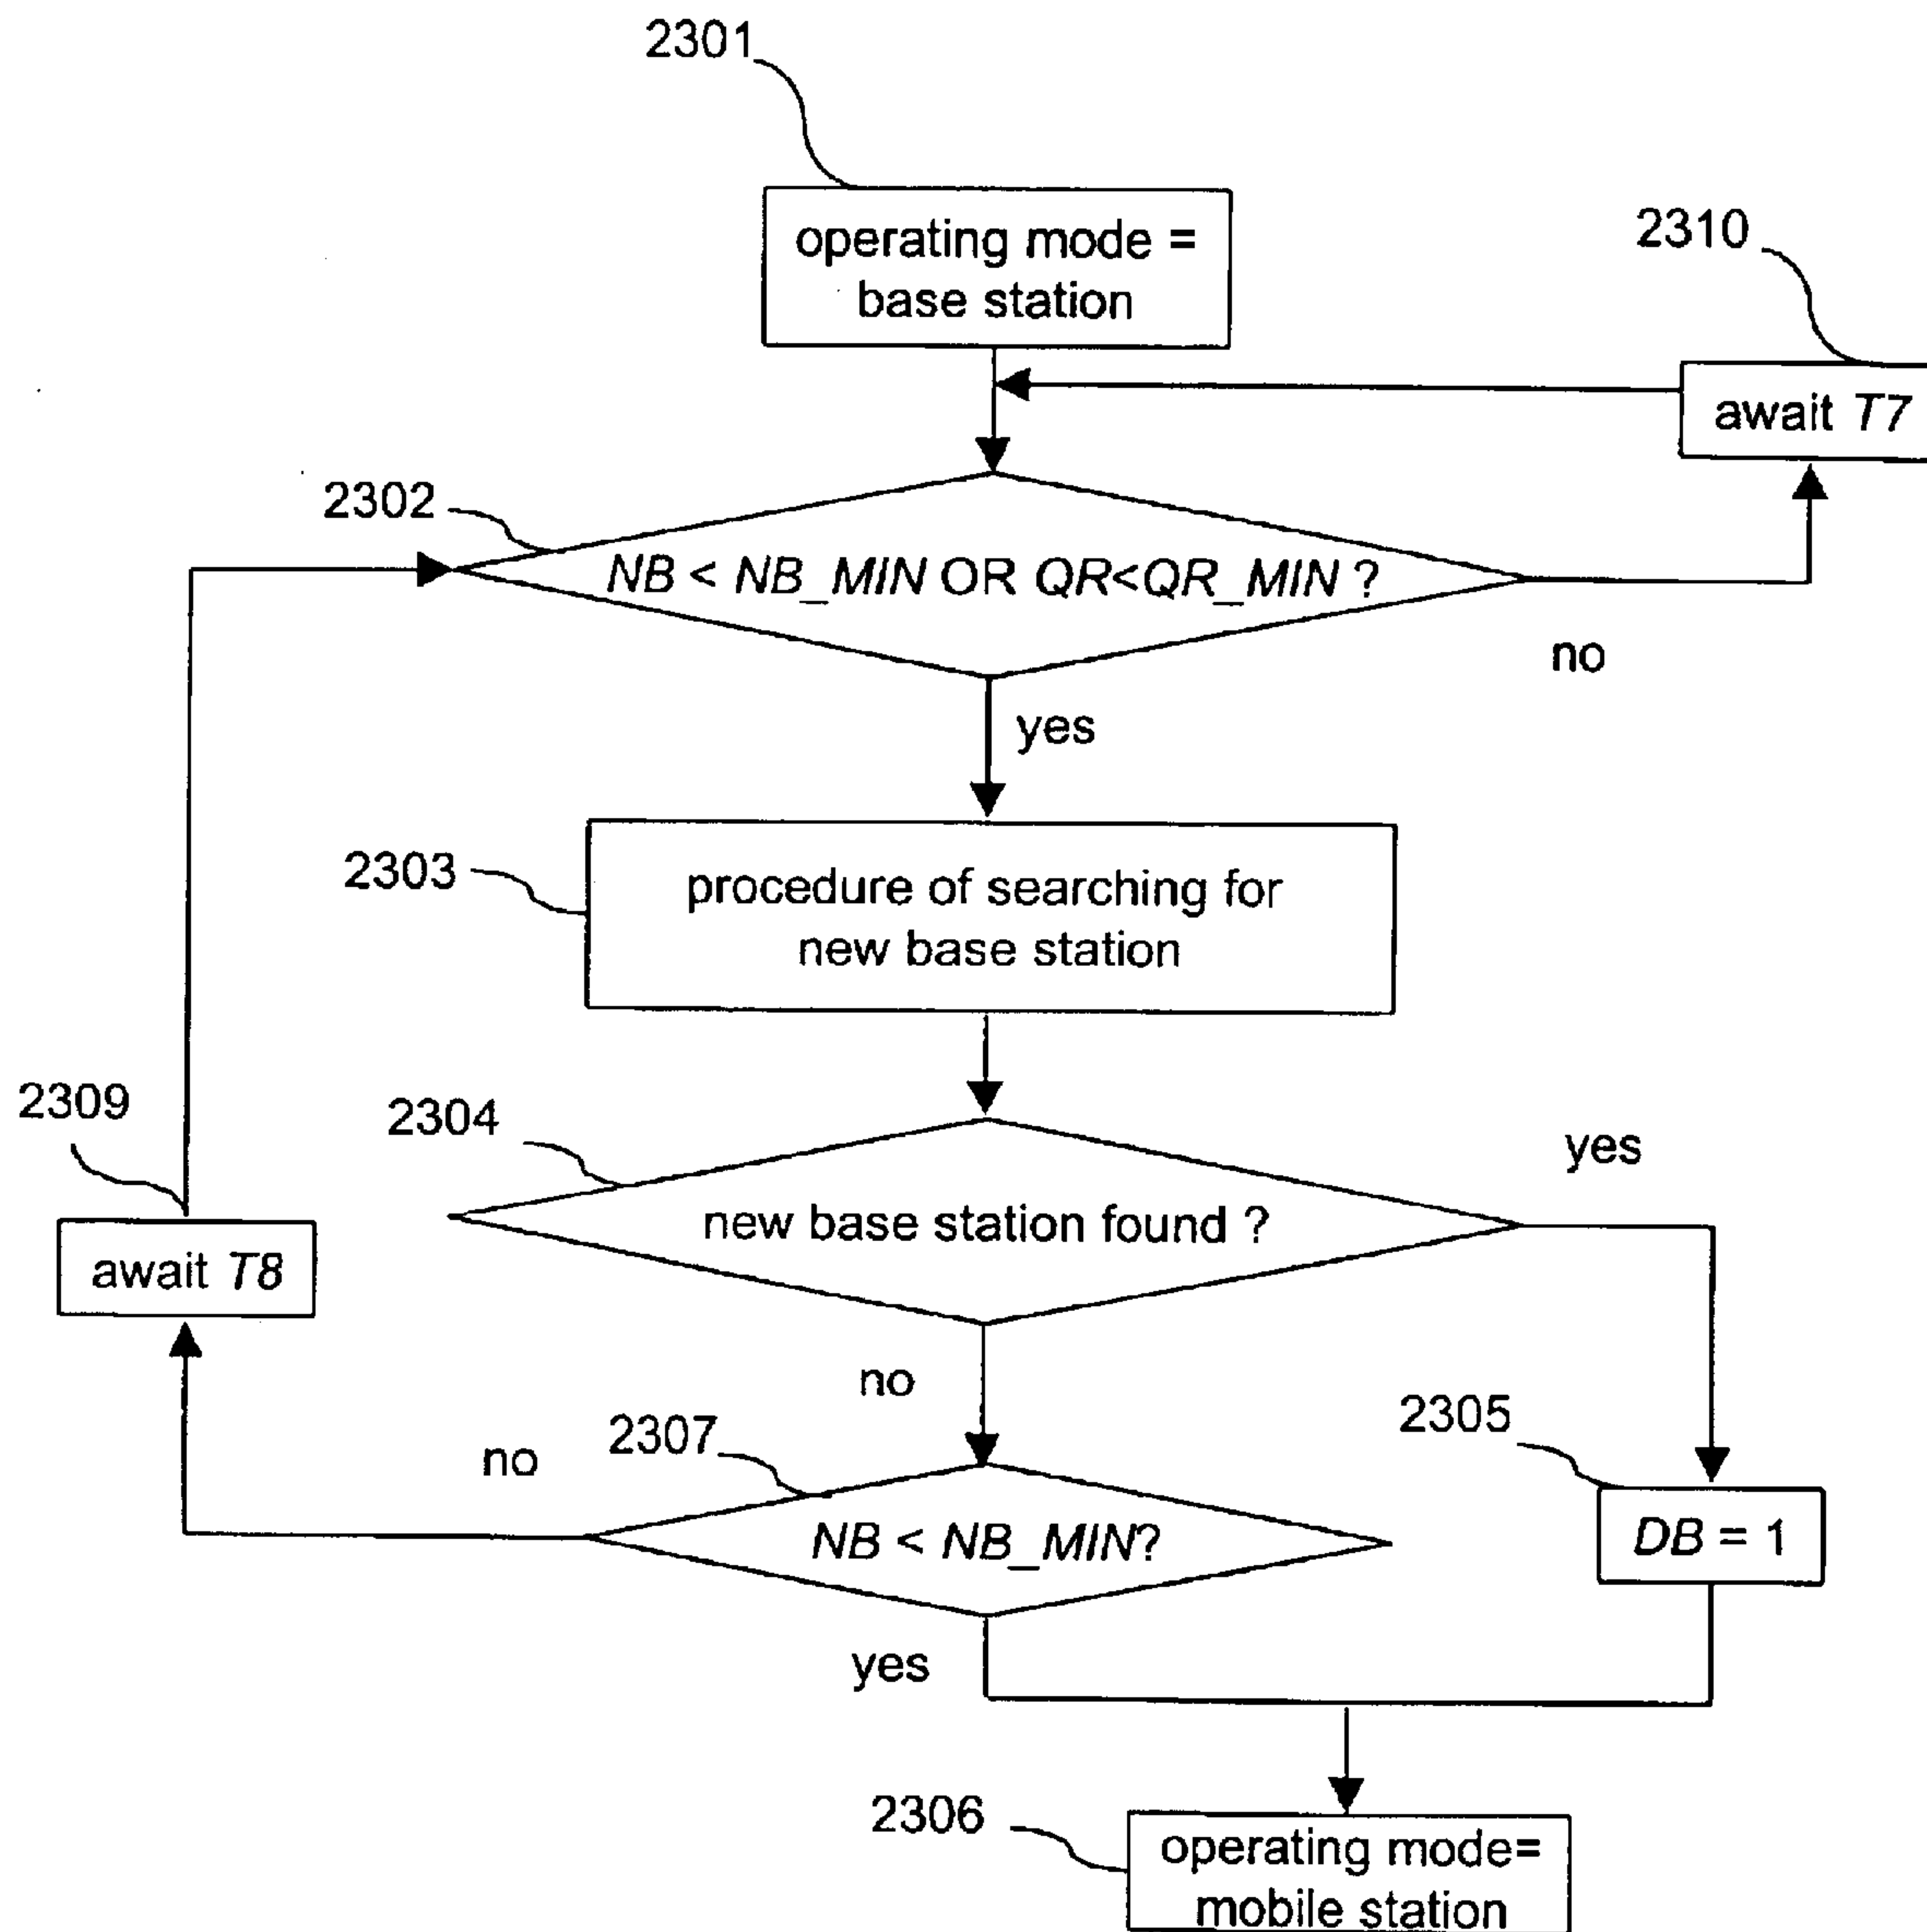 2301
operating mode =
base station
2310
await T7
2302
NB < NB_MIN OR QR<QR_MIN ?
no
yes
2303
procedure of searching for
new base station
2309
2304
yes
new base station found ?
await T8
no
2305
2307
no
NB < NB_MIN?
DB = 1
yes
2306
operating mode=
mobile station